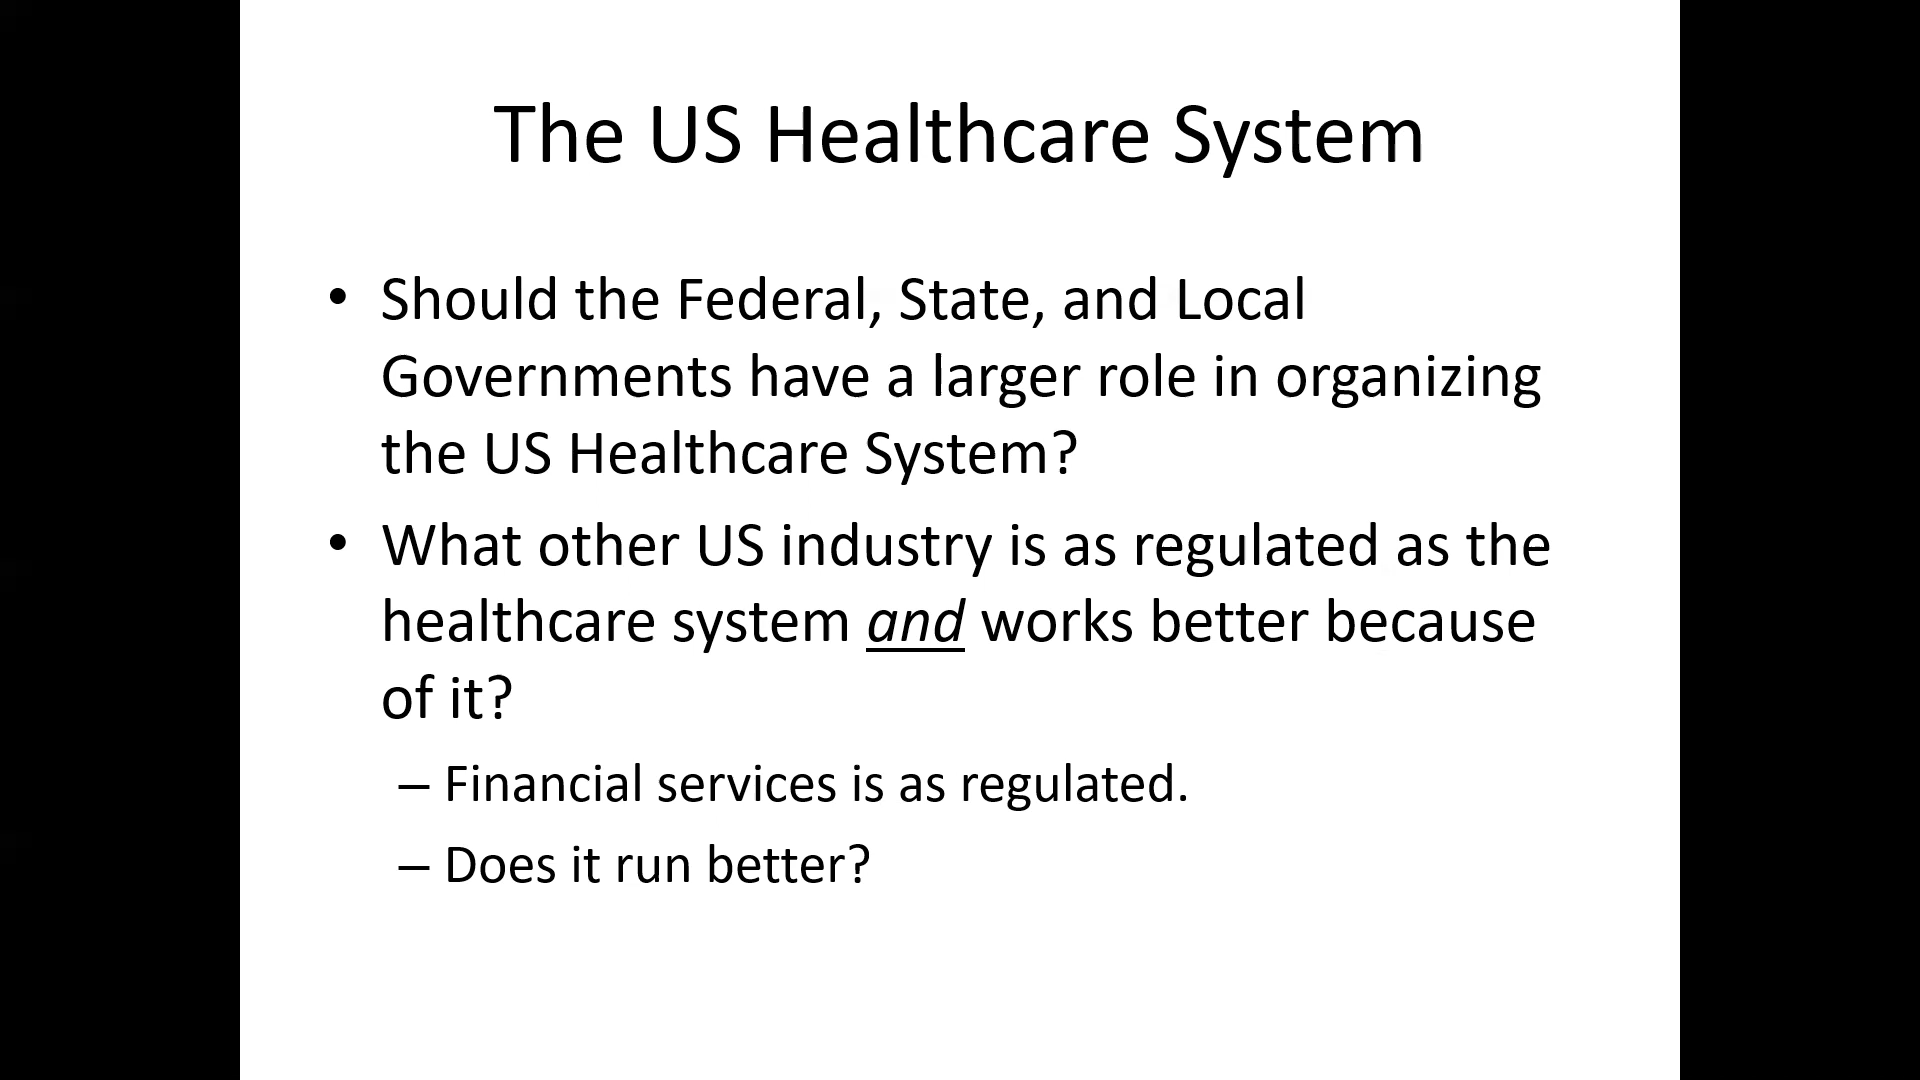 The US Healthcare System
• Should the Federal, State, and Local
Governments have a larger role in organizing
the US Healthcare System?
• What other US industry is as regulated as the
healthcare system and works better because
of it?
– Financial services is as regulated.
– Does it run better?